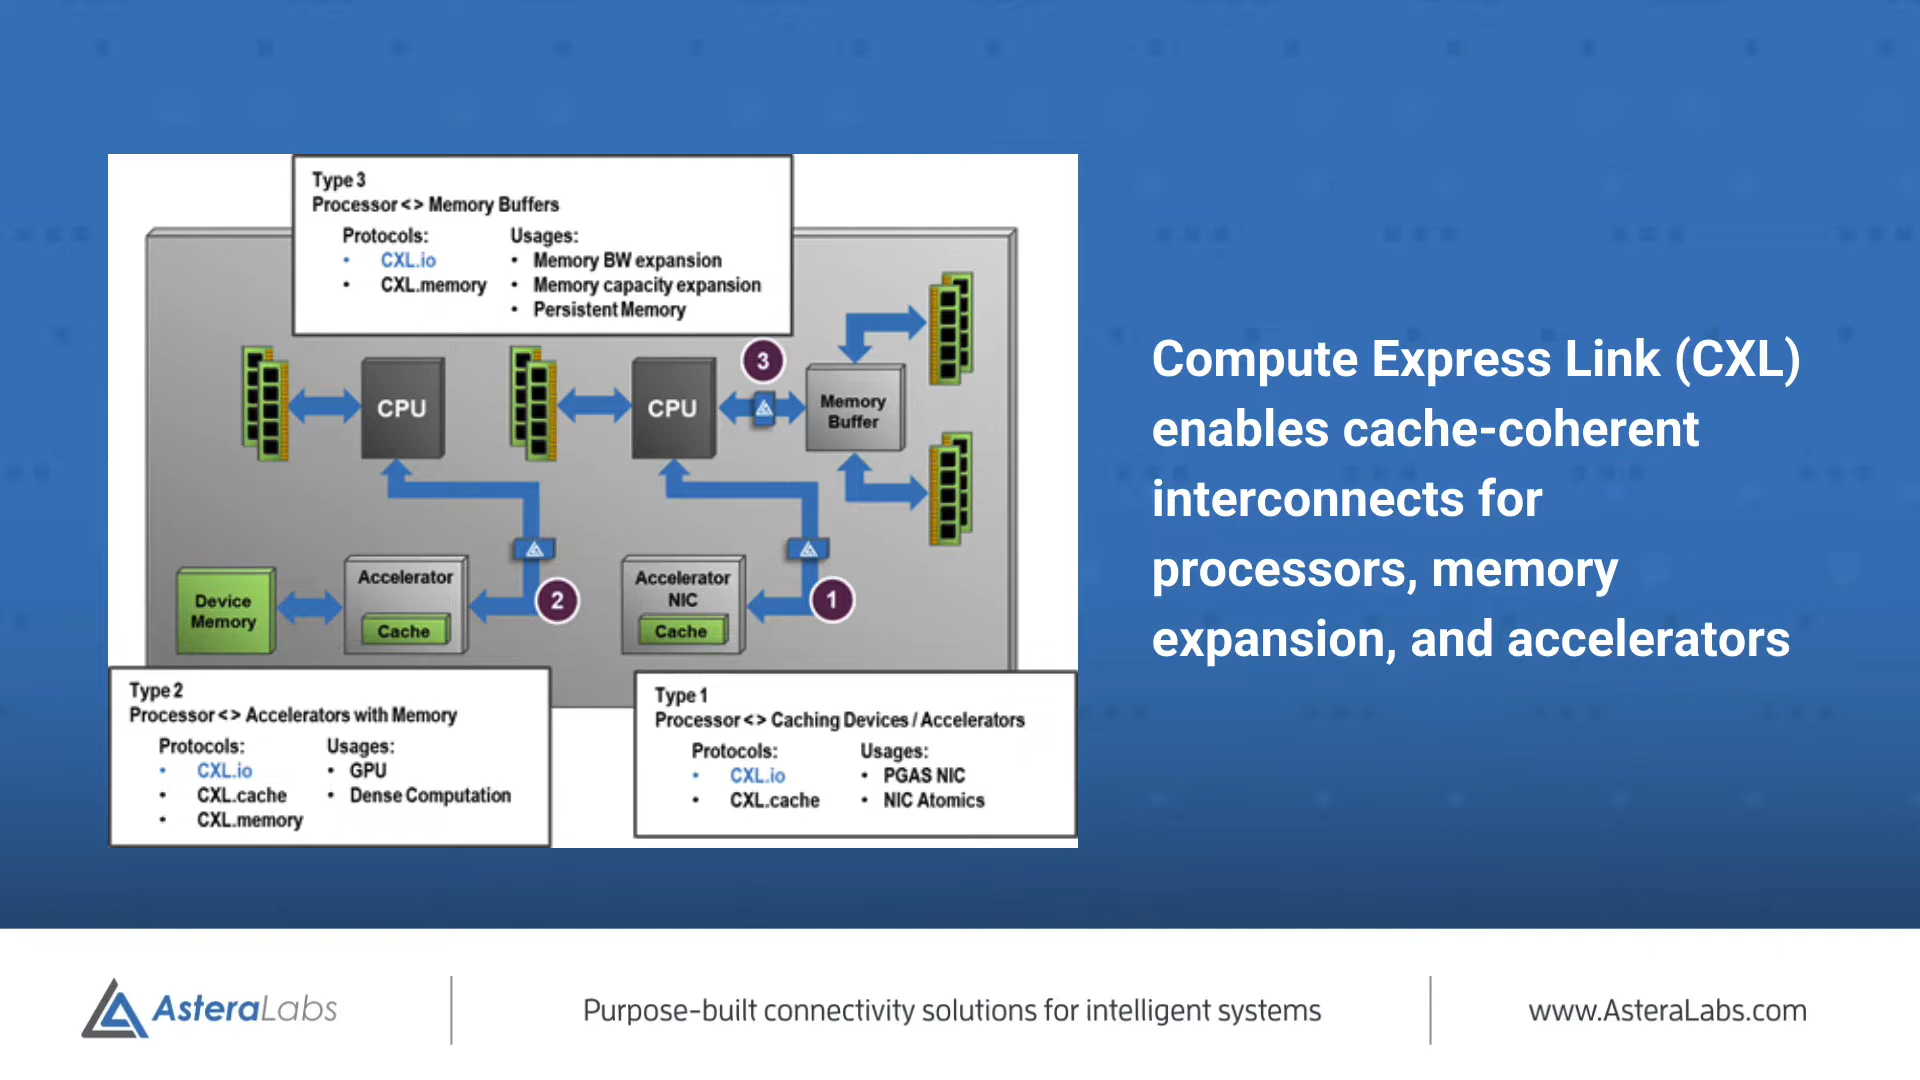 Type 3
Processor <> Memory Buffers
Protocols:
• CXL.io
• CXL.memory
Usages:
• Memory BW expansion
• Memory capacity expansion
• Persistent Memory
3
CPU
CPU
Memory
Buffer
Device
Memory
Accelerator
Cache
2
Accelerator
NIC
Cache
1
Type 2
Processor <> Accelerators with Memory
Protocols:
• CXL.io
• CXL.cache
• CXL.memory
Usages:
• GPU
• Dense Computation
Type 1
Processor <> Caching Devices / Accelerators
Protocols:
• CXL.io
• CXL.cache
Usages:
• PGAS NIC
• NIC Atomics
Compute Express Link (CXL)
enables cache-coherent
interconnects for
processors, memory
expansion, and accelerators
AsteraLabs
Purpose-built connectivity solutions for intelligent systems
www.AsteraLabs.com